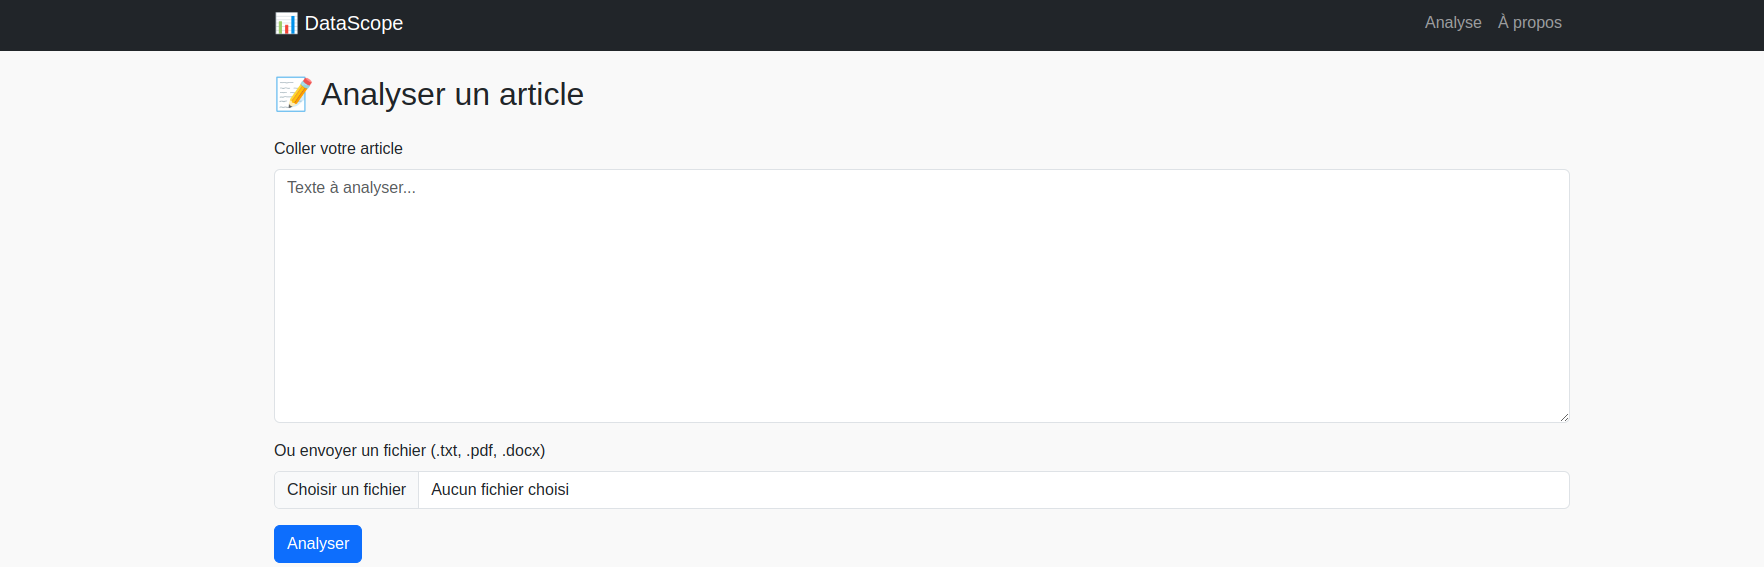 📊 DataScope Analyse À propos
📝 Analyser un article
Coller votre article
Texte à analyser...
Ou envoyer un fichier (.txt, .pdf, .docx)
Choisir un fichier Aucun fichier choisi
Analyser